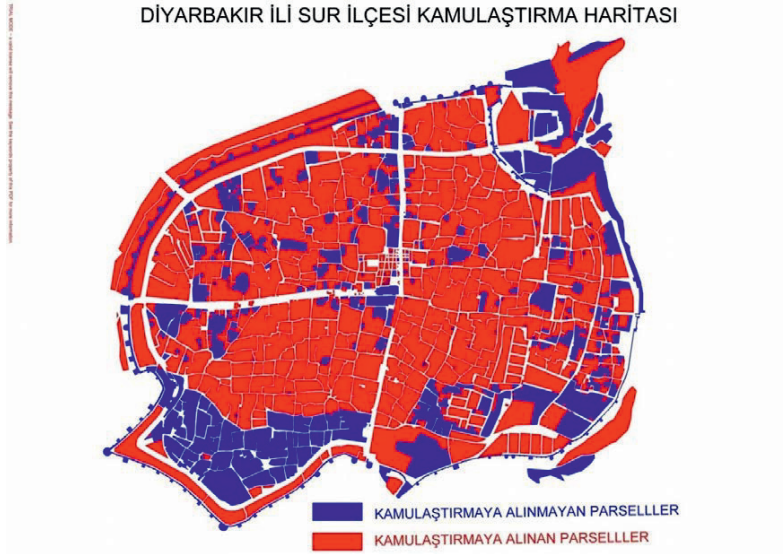 DİYARBAKIR İLİ SUR İLÇESİ KAMULAŞTIRMA HARİTASI
KAMULAŞTIRMAYA ALINMAYAN PARSELLLER
KAMULAŞTIRMAYA ALINAN PARSELLLER